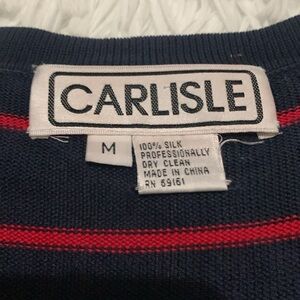 CARLISLE
M
100% SILK
PROFESSIONALLY
DRY CLEAN
MADE IN CHINA
RN 69161